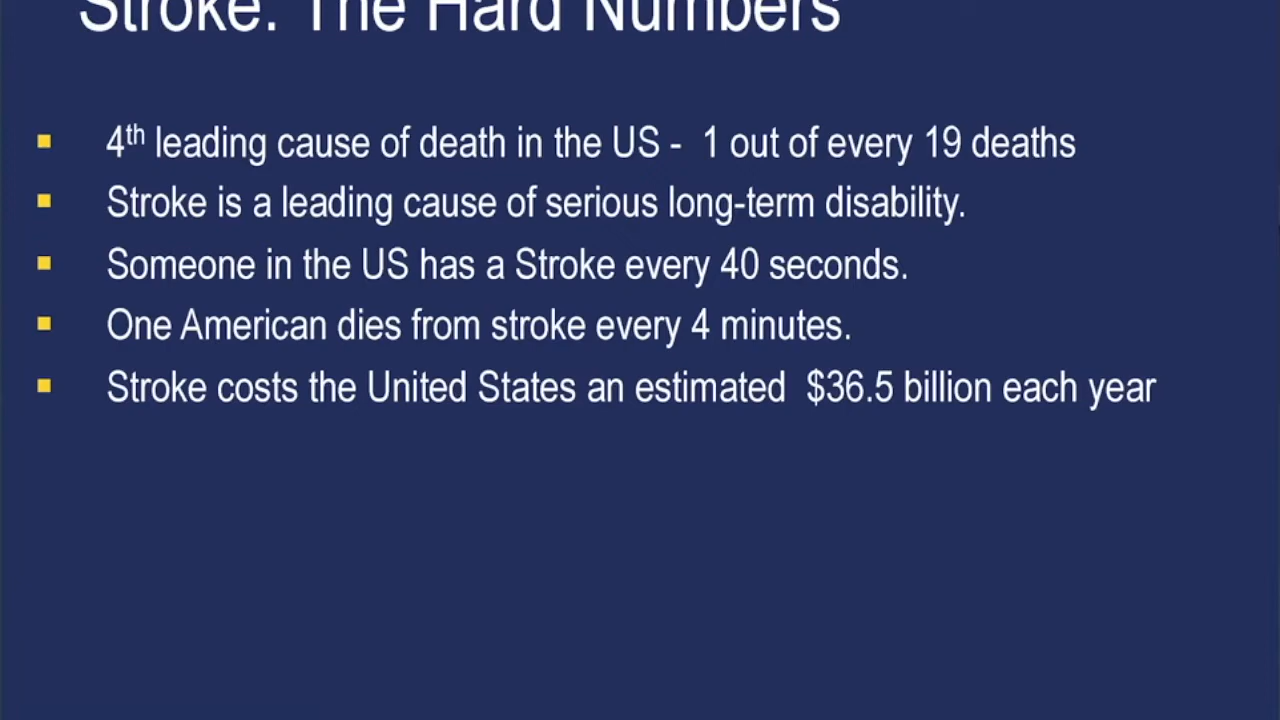 Stroke: The Hard Numbers
▪ 4th leading cause of death in the US - 1 out of every 19 deaths
▪ Stroke is a leading cause of serious long-term disability.
▪ Someone in the US has a Stroke every 40 seconds.
▪ One American dies from stroke every 4 minutes.
▪ Stroke costs the United States an estimated $36.5 billion each year